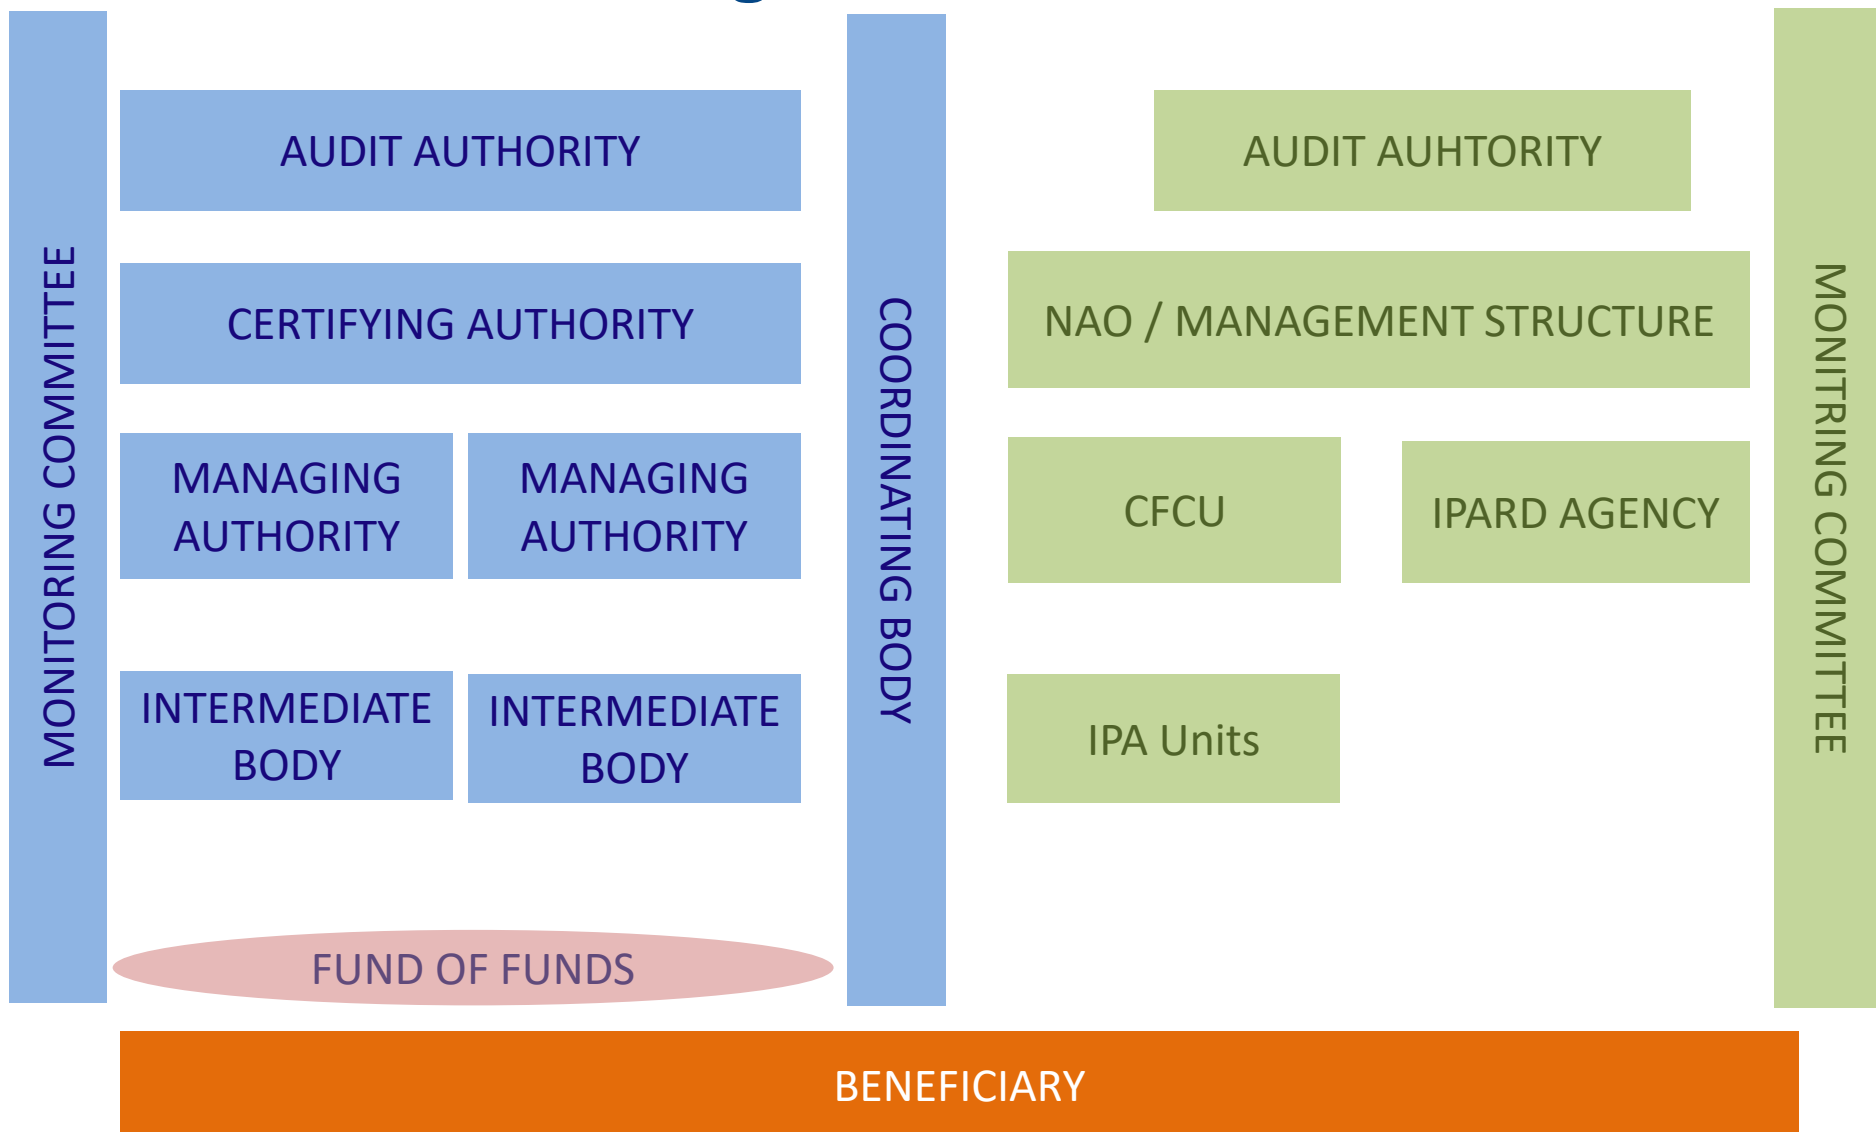 MONITORING COMMITTEE
AUDIT AUTHORITY
CERTIFYING AUTHORITY
MANAGING
AUTHORITY
MANAGING
AUTHORITY
INTERMEDIATE
BODY
INTERMEDIATE
BODY
FUND OF FUNDS
COORDINATING BODY
AUDIT AUHTORITY
NAO / MANAGEMENT STRUCTURE
CFCU
IPARD AGENCY
IPA Units
MONITRING COMMITTEE
BENEFICIARY